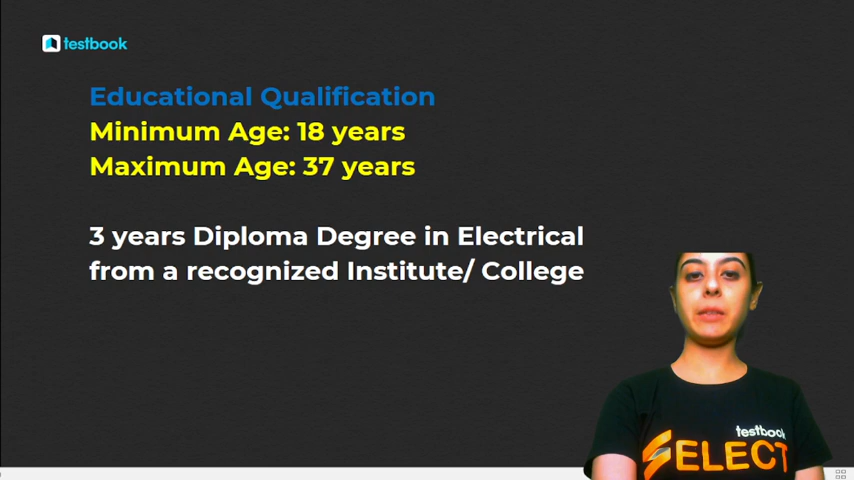 testbook
Educational Qualification
Minimum Age: 18 years
Maximum Age: 37 years
3 years Diploma Degree in Electrical
from a recognized Institute/ College
testbook
SELECT